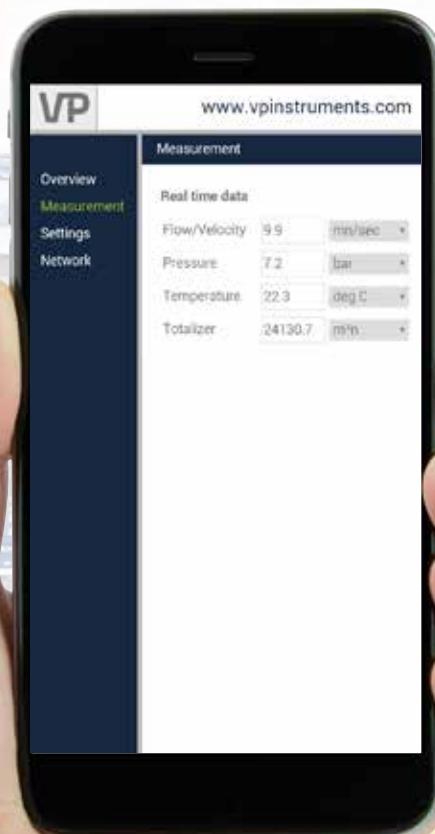 VP
www.vpinstruments.com
Measurement
Overview
Measurement
Settings
Network
Real time data
Flow/Velocity 9.9 mn/sec
Pressure 7.2 bar
Temperature 22.3 deg C
Totalizer 24130.7 m³n